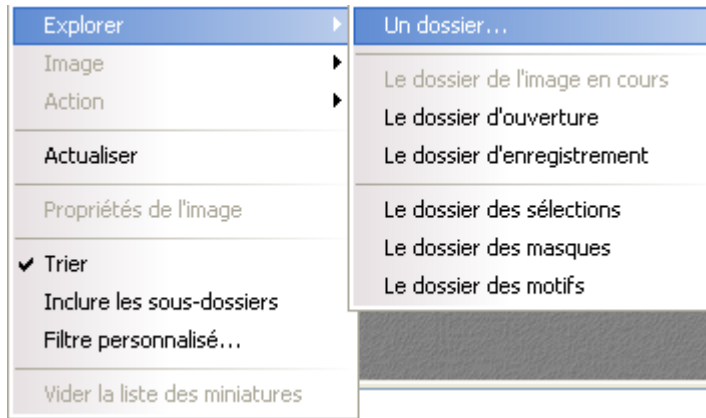 Explorer
Image
Action
Actualiser
Propriétés de l'image
Trier
Inclure les sous-dossiers
Filtre personnalisé...
Vider la liste des miniatures
Un dossier...
Le dossier de l'image en cours
Le dossier d'ouverture
Le dossier d'enregistrement
Le dossier des sélections
Le dossier des masques
Le dossier des motifs